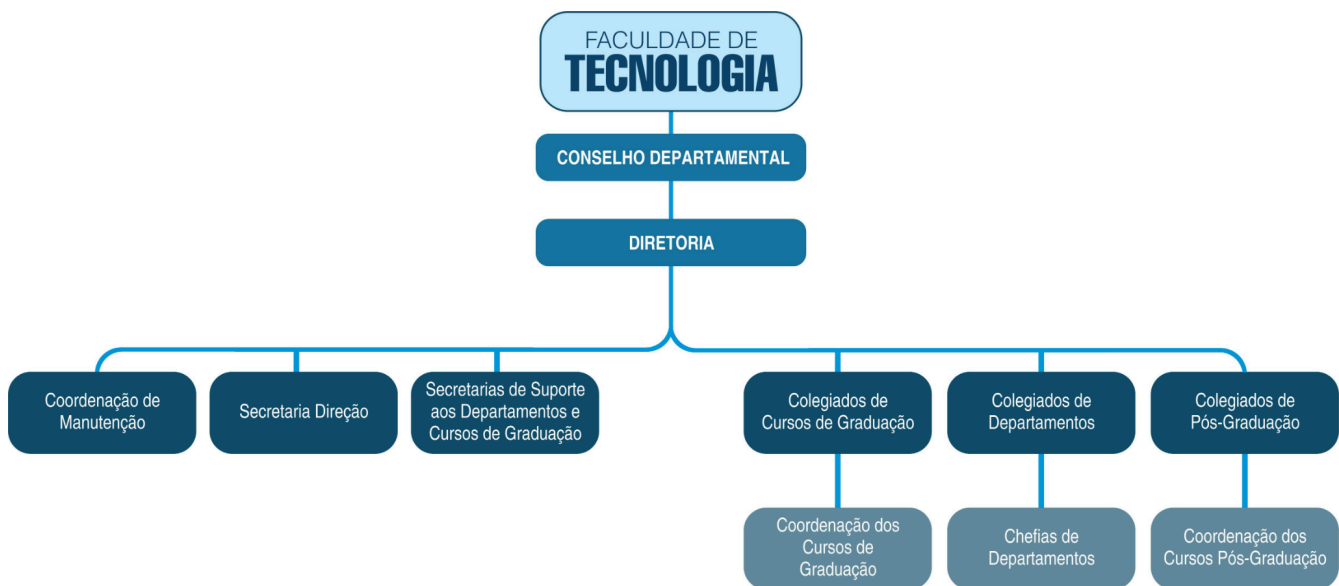 FACULDADE DE
TECNOLOGIA
CONSELHO DEPARTAMENTAL
DIRETORIA
Coordenação de
Manutenção
Secretaria Direção
Secretarias de Suporte
aos Departamentos e
Cursos de Graduação
Colegiados de
Cursos de Graduação
Colegiados de
Departamentos
Colegiados de
Pós-Graduação
Coordenação dos
Cursos de
Graduação
Chefias de
Departamentos
Coordenação dos
Cursos Pós-Graduação